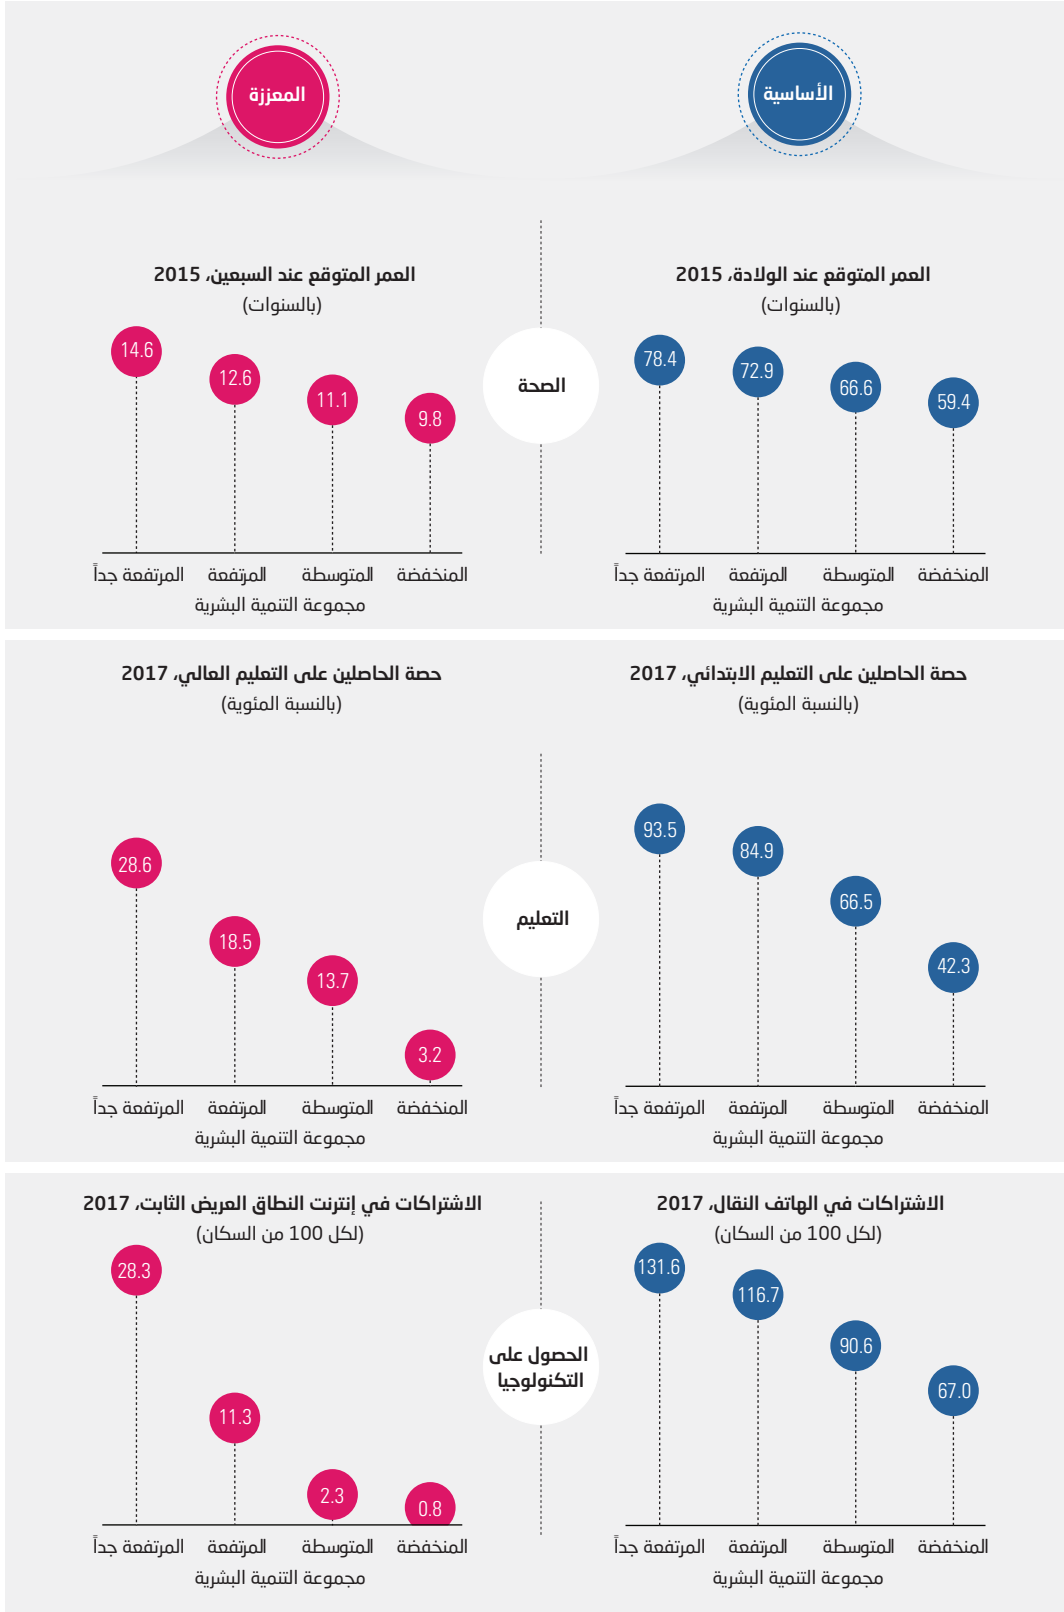 الأساسية
المعززة
العمر المتوقع عند الولادة، 2015
(بالسنوات)
59.4
66.6
72.9
78.4
المنخفضة
المتوسطة
المرتفعة
المرتفعة جداً
مجموعة التنمية البشرية
الصحة
العمر المتوقع عند السبعين، 2015
(بالسنوات)
9.8
11.1
12.6
14.6
المنخفضة
المتوسطة
المرتفعة
المرتفعة جداً
مجموعة التنمية البشرية
حصة الحاصلين على التعليم الابتدائي، 2017
(بالنسبة المئوية)
42.3
66.5
84.9
93.5
المنخفضة
المتوسطة
المرتفعة
المرتفعة جداً
مجموعة التنمية البشرية
التعليم
حصة الحاصلين على التعليم العالي، 2017
(بالنسبة المئوية)
3.2
13.7
18.5
28.6
المنخفضة
المتوسطة
المرتفعة
المرتفعة جداً
مجموعة التنمية البشرية
الاشتراكات في الهاتف النقال، 2017
(لكل 100 من السكان)
67.0
90.6
116.7
131.6
المنخفضة
المتوسطة
المرتفعة
المرتفعة جداً
مجموعة التنمية البشرية
الحصول على
التكنولوجيا
الاشتراكات في إنترنت النطاق العريض الثابت، 2017
(لكل 100 من السكان)
0.8
2.3
11.3
28.3
المنخفضة
المتوسطة
المرتفعة
المرتفعة جداً
مجموعة التنمية البشرية